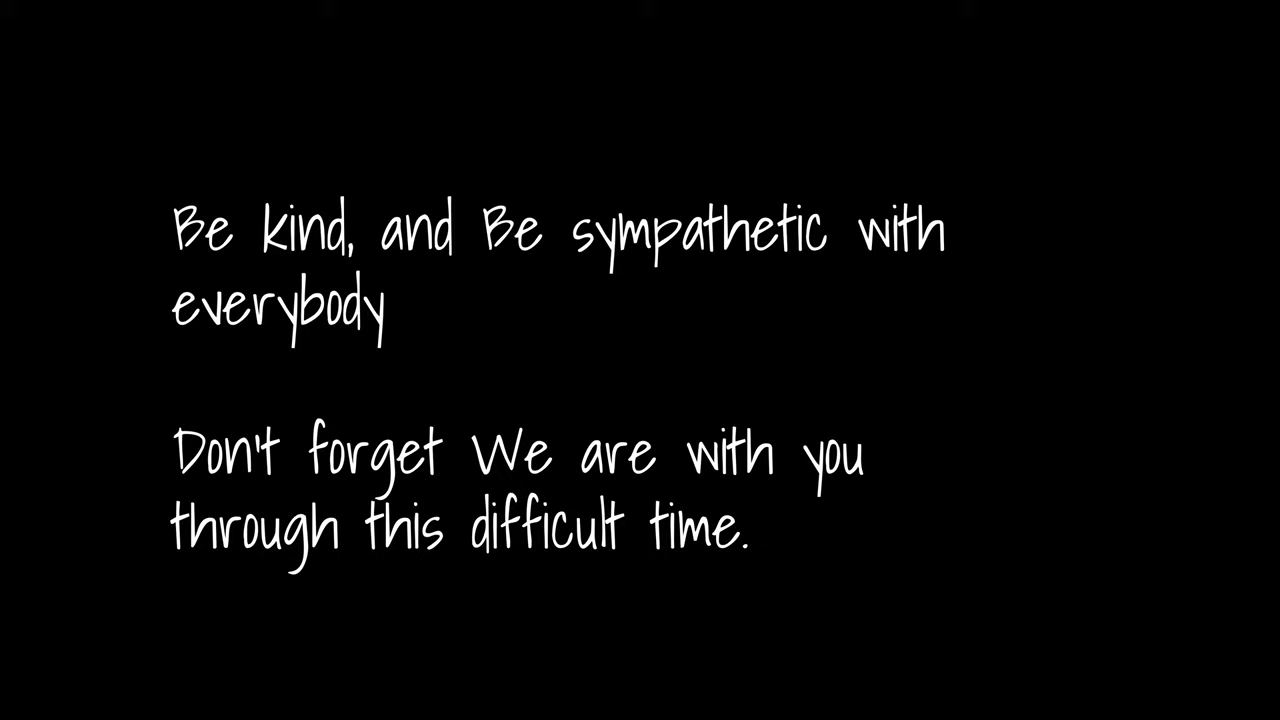 Be kind, and Be sympathetic with
everybody
Don't forget We are with you
through this difficult time.